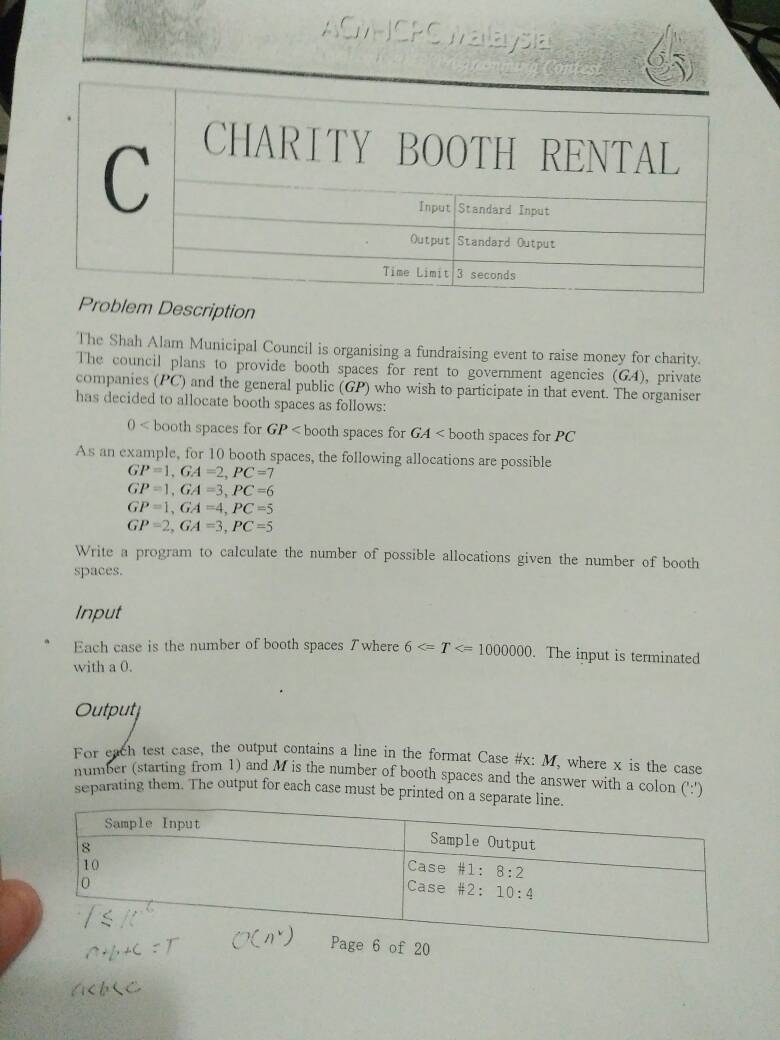 ACM-ICPC Malaysia
Programming Contest
C
CHARITY BOOTH RENTAL
Input Standard Input
Output Standard Output
Time Limit 3 seconds
Problem Description
The Shah Alam Municipal Council is organising a fundraising event to raise money for charity.
The council plans to provide booth spaces for rent to government agencies (GA), private
companies (PC) and the general public (GP) who wish to participate in that event. The organiser
has decided to allocate booth spaces as follows:
0 < booth spaces for GP < booth spaces for GA < booth spaces for PC
As an example, for 10 booth spaces, the following allocations are possible
GP =1, GA =2, PC =7
GP =1, GA =3, PC =6
GP =1, GA =4, PC =5
GP =2, GA =3, PC =5
Write a program to calculate the number of possible allocations given the number of booth
spaces.
Input
Each case is the number of booth spaces T where 6 <= T <= 1000000. The input is terminated
with a 0.
Output
For each test case, the output contains a line in the format Case #x: M, where x is the case
number (starting from 1) and M is the number of booth spaces and the answer with a colon (':')
separating them. The output for each case must be printed on a separate line.
Sample Input
8
10
0
Sample Output
Case #1: 8:2
Case #2: 10:4
a+b+c = T
O(n²)
Page 6 of 20
a<b<c